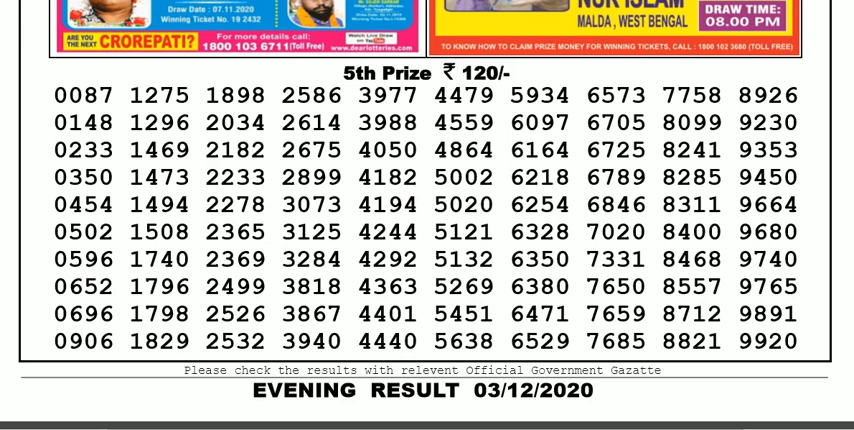 Draw Date : 07.11.2020
Winning Ticket No. 19 2432
ARE YOU THE NEXT CROREPATI?
For more details call:
1800 103 6711(Toll Free)
Watch Live Draw
www.dearlotteries.com
NUR ISLAM
MALDA , WEST BENGAL
DRAW TIME:
08.00 PM
TO KNOW HOW TO CLAIM PRIZE MONEY FOR WINNING TICKETS, CALL : 1800 102 3680 (TOLL FREE)
5th Prize ₹ 120/-
0087 1275 1898 2586 3977 4479 5934 6573 7758 8926
0148 1296 2034 2614 3988 4559 6097 6705 8099 9230
0233 1469 2182 2675 4050 4864 6164 6725 8241 9353
0350 1473 2233 2899 4182 5002 6218 6789 8285 9450
0454 1494 2278 3073 4194 5020 6254 6846 8311 9664
0502 1508 2365 3125 4244 5121 6328 7020 8400 9680
0596 1740 2369 3284 4292 5132 6350 7331 8468 9740
0652 1796 2499 3818 4363 5269 6380 7650 8557 9765
0696 1798 2526 3867 4401 5451 6471 7659 8712 9891
0906 1829 2532 3940 4440 5638 6529 7685 8821 9920
Please check the results with relevent Official Government Gazatte
EVENING RESULT 03/12/2020